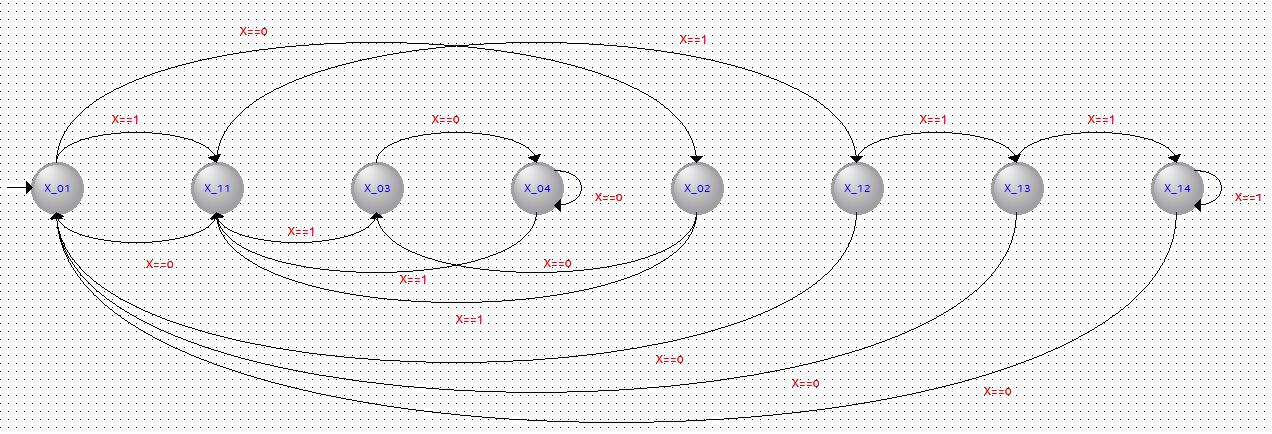 X==0
X==1
X==1
X==0
X==1
X==1
X_01
X_11
X_03
X_04
X_02
X_12
X_13
X_14
X==0
X==1
X==1
X==0
X==0
X==1
X==1
X==0
X==0
X==0